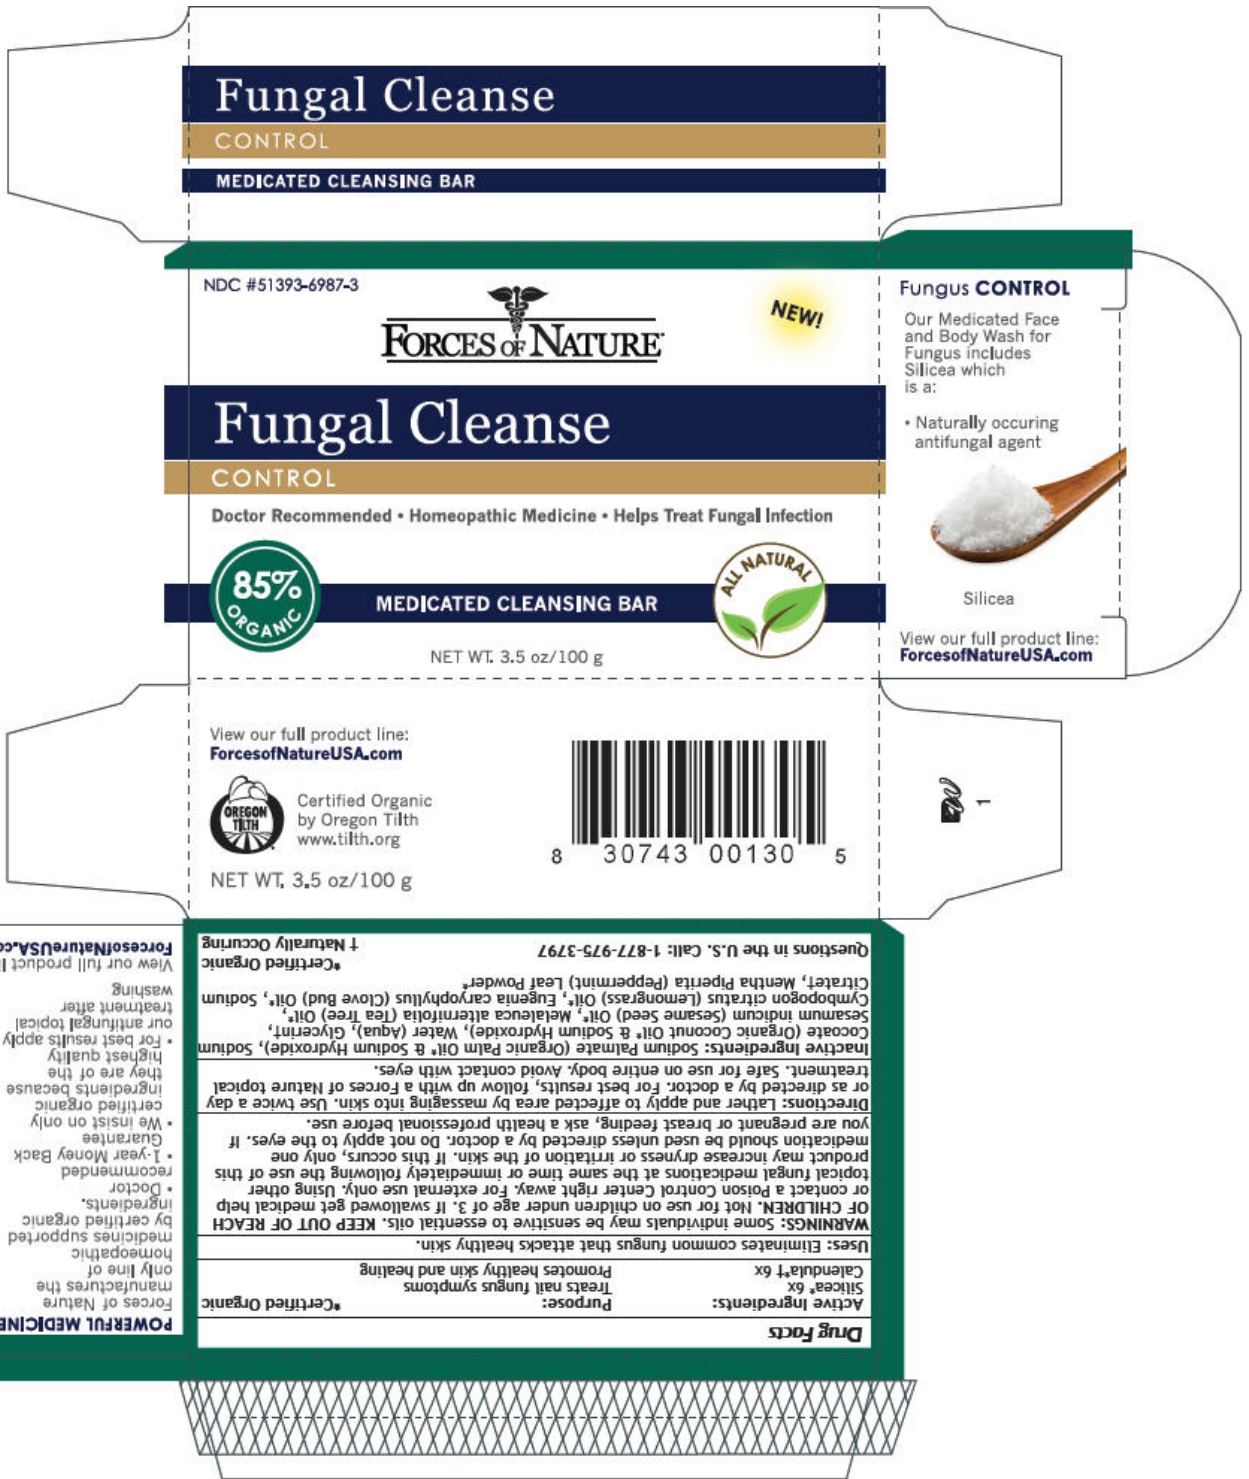 Fungal Cleanse
CONTROL
MEDICATED CLEANSING BAR
NDC #51393-6987-3
FORCES OF NATURE
NEW!
Fungal Cleanse
CONTROL
Doctor Recommended • Homeopathic Medicine • Helps Treat Fungal Infection
85%
ORGANIC
MEDICATED CLEANSING BAR
ALL NATURAL
NET WT. 3.5 oz/100 g
Fungus CONTROL
Our Medicated Face
and Body Wash for
Fungus includes
Silicea which
is a:
• Naturally occuring
antifungal agent
Silicea
View our full product line:
ForcesofNatureUSA.com
View our full product line:
ForcesofNatureUSA.com
OREGON
TILTH
Certified Organic
by Oregon Tilth
www.tilth.org
NET WT. 3.5 oz/100 g
8 30743 00130 5
1
Drug Facts
Active Ingredients: Purpose: *Certified Organic
Silicea* 6x Treats nail fungus symptoms
Calendula*† 6x Promotes healthy skin and healing
Uses: Eliminates common fungus that attacks healthy skin.
WARNINGS: Some individuals may be sensitive to essential oils. KEEP OUT OF REACH
OF CHILDREN. Not for use on children under age of 3. If swallowed get medical help
or contact a Poison Control Center right away. For external use only. Using other
topical fungal medications at the same time or immediately following the use of this
product may increase dryness or irritation of the skin. If this occurs, only one
medication should be used unless directed by a doctor. Do not apply to the eyes. If
you are pregnant or breast feeding, ask a health professional before use.
Directions: Lather and apply to affected area by massaging into skin. Use twice a day
or as directed by a doctor. For best results, follow up with a Forces of Nature topical
treatment. Safe for use on entire body. Avoid contact with eyes.
Inactive Ingredients: Sodium Palmate (Organic Palm Oil* & Sodium Hydroxide), Sodium
Cocoate (Organic Coconut Oil* & Sodium Hydroxide), Water (Aqua), Glycerin†,
Sesamum indicum (Sesame Seed) Oil*, Melaleuca alternifolia (Tea Tree) Oil*,
Cymbopogon citratus (Lemongrass) Oil*, Eugenia caryophyllus (Clove Bud) Oil*, Sodium
Citrate†, Mentha Piperita (Peppermint) Leaf Powder*
*Certified Organic
Questions in the U.S. Call: 1-877-975-3797 † Naturally Occuring
POWERFUL MEDICINE
Forces of Nature
manufactures the
only line of
homeopathic
medicines supported
by certified organic
ingredients.
• Doctor
recommended
• 1-year Money Back
Guarantee
• We insist on only
certified organic
ingredients because
they are of the
highest quality
• For best results apply
our antifungal topical
treatment after
washing
View our full product li
ForcesofNatureUSA.co